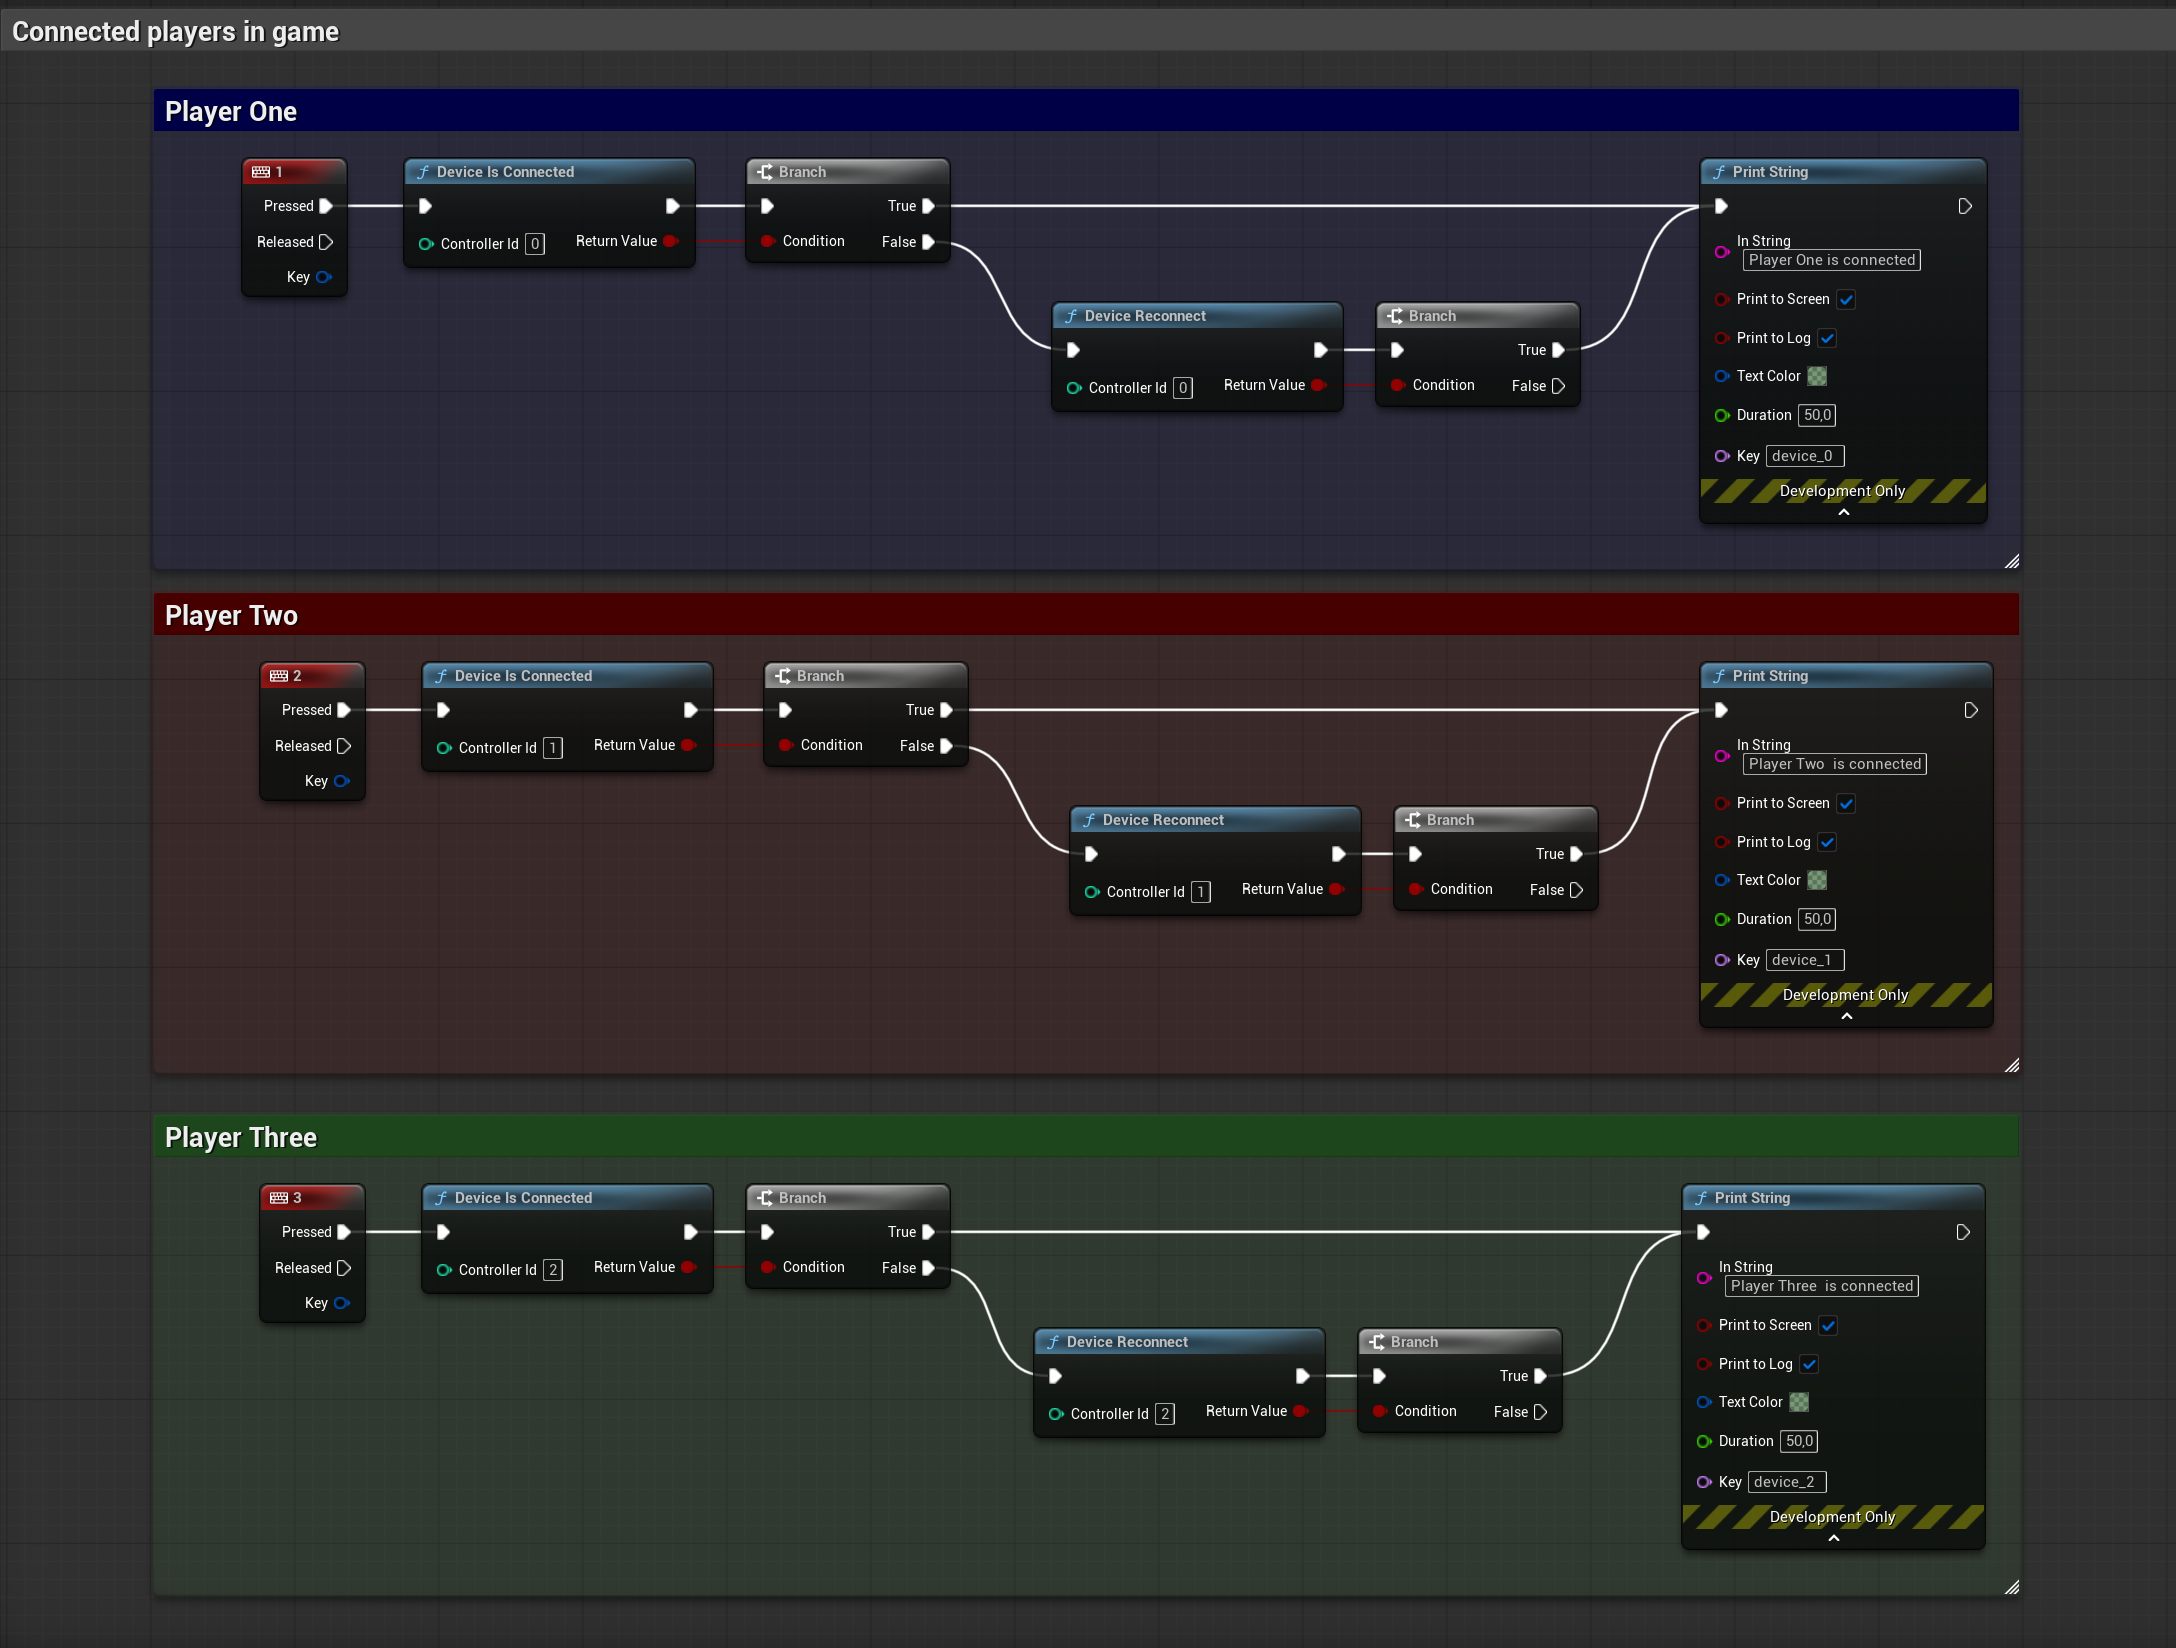 Connected players in game
Player One
1
Device Is Connected
Branch
Print String
Pressed
True
Released
Controller Id 0
Return Value
Condition
False
In String
Player One is connected
Key
Print to Screen
Device Reconnect
Branch
Print to Log
True
Text Color
Controller Id 0
Return Value
Condition
False
Duration 50,0
Key device_0
Development Only
Player Two
2
Device Is Connected
Branch
Print String
Pressed
True
Released
Controller Id 1
Return Value
Condition
False
In String
Player Two  is connected
Key
Print to Screen
Device Reconnect
Branch
Print to Log
True
Text Color
Controller Id 1
Return Value
Condition
False
Duration 50,0
Key device_1
Development Only
Player Three
3
Device Is Connected
Branch
Print String
Pressed
True
Released
Controller Id 2
Return Value
Condition
False
In String
Player Three  is connected
Key
Print to Screen
Device Reconnect
Branch
Print to Log
True
Text Color
Controller Id 2
Return Value
Condition
False
Duration 50,0
Key device_2
Development Only